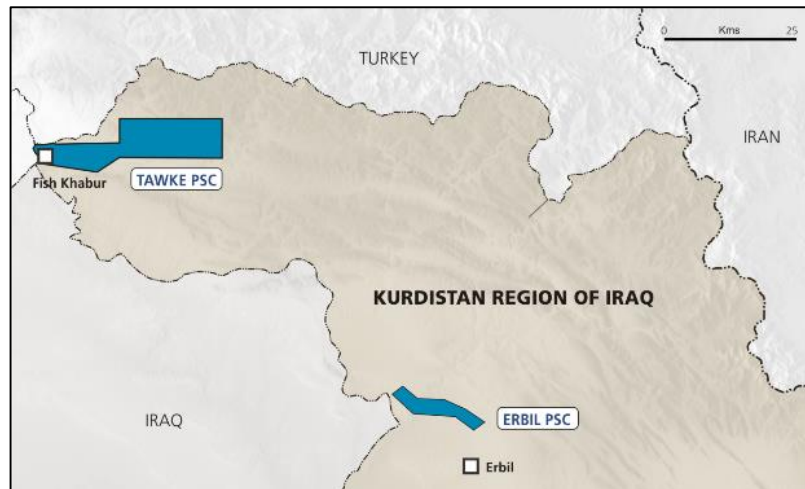 TURKEY
0 Kms 25
IRAN
Fish Khabur
TAWKE PSC
KURDISTAN REGION OF IRAQ
IRAQ
ERBIL PSC
Erbil